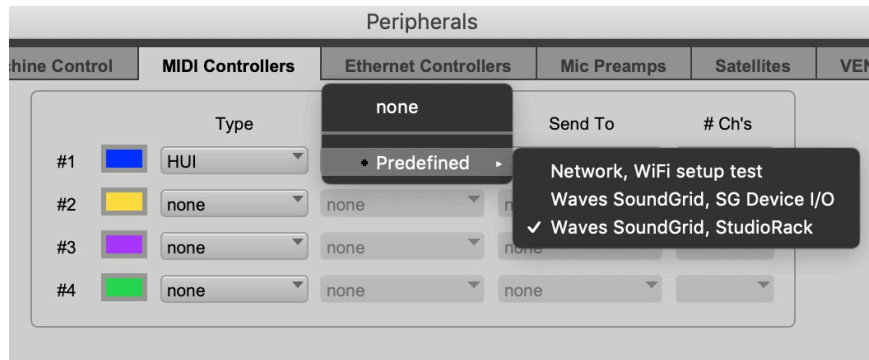 Peripherals
hine Control MIDI Controllers Ethernet Controllers Mic Preamps Satellites VEN
Type Send To # Ch's
none
#1 HUI Predefined
Network, WiFi setup test
Waves SoundGrid, SG Device I/O
Waves SoundGrid, StudioRack
#2 none none
#3 none none none
#4 none none none